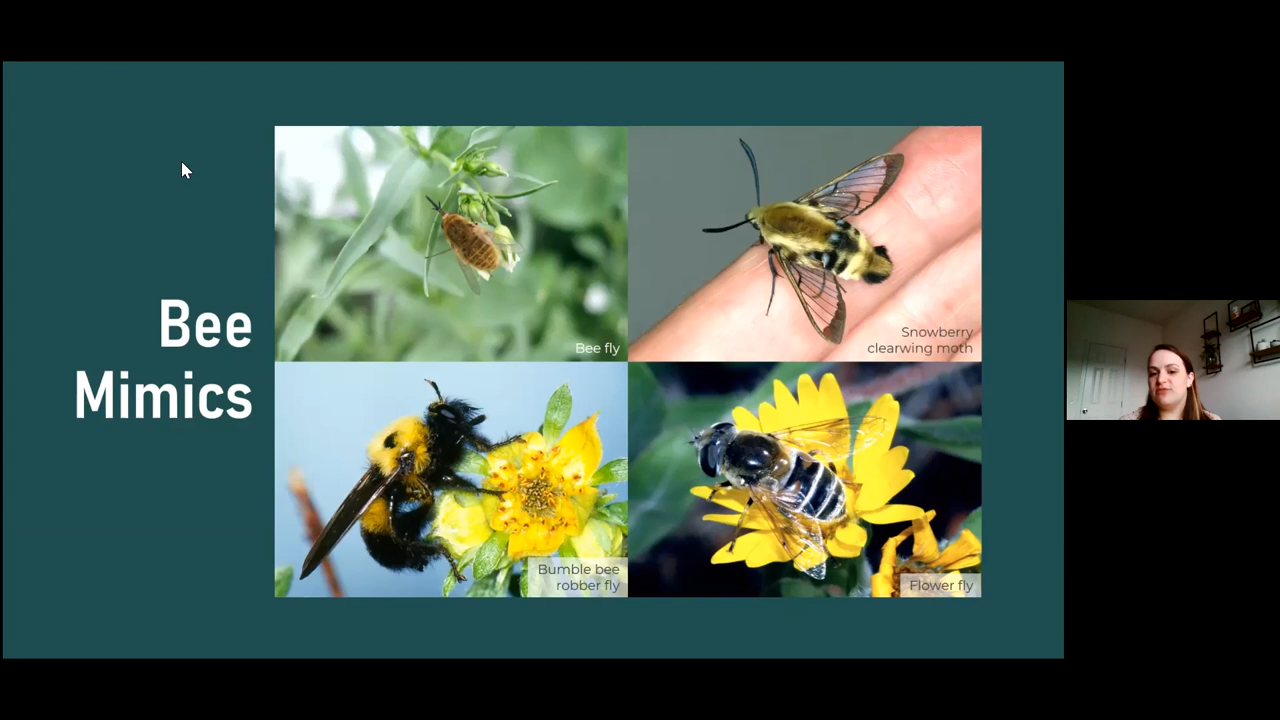 Bee
Mimics
Bee fly
Snowberry
clearwing moth
Bumble bee
robber fly
Flower fly